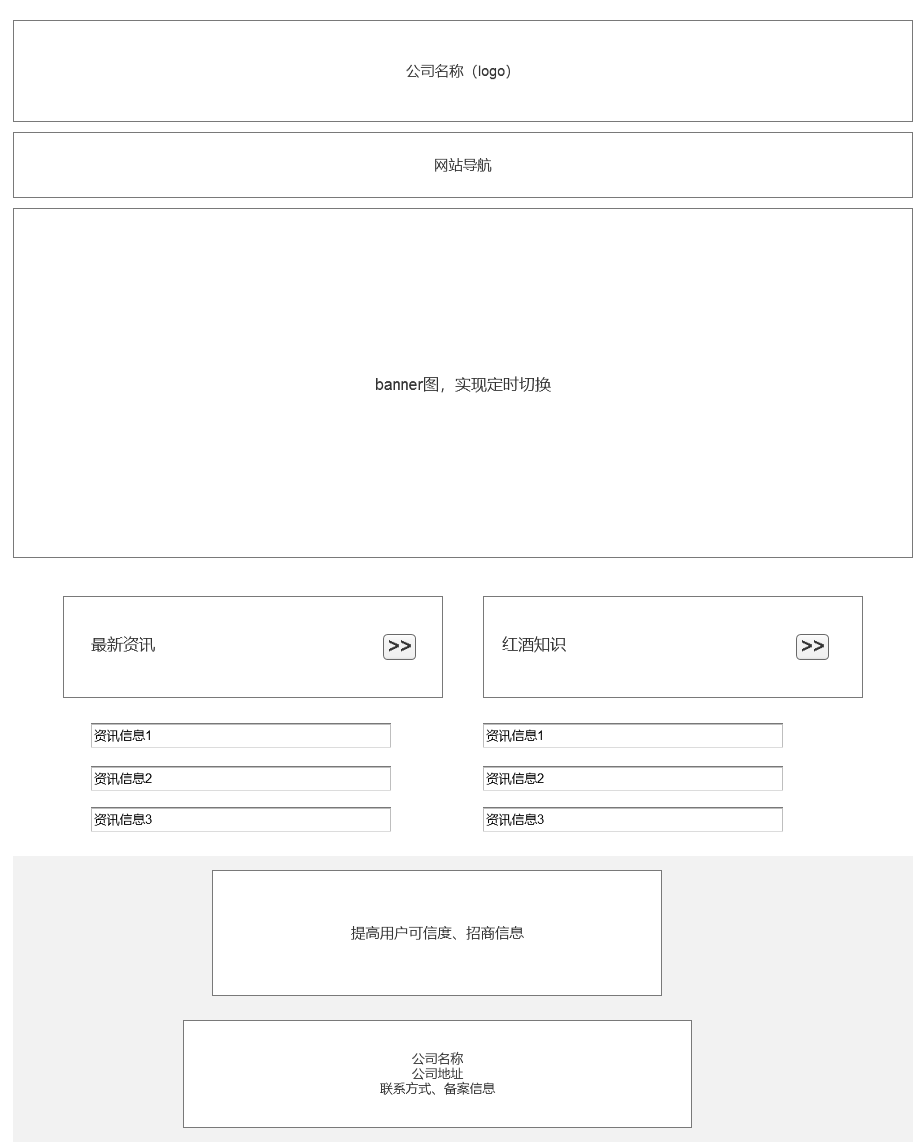 公司名称（logo）
网站导航
banner图，实现定时切换
最新资讯
>>
红酒知识
>>
资讯信息1
资讯信息1
资讯信息2
资讯信息2
资讯信息3
资讯信息3
提高用户可信度、招商信息
公司名称
公司地址
联系方式、备案信息